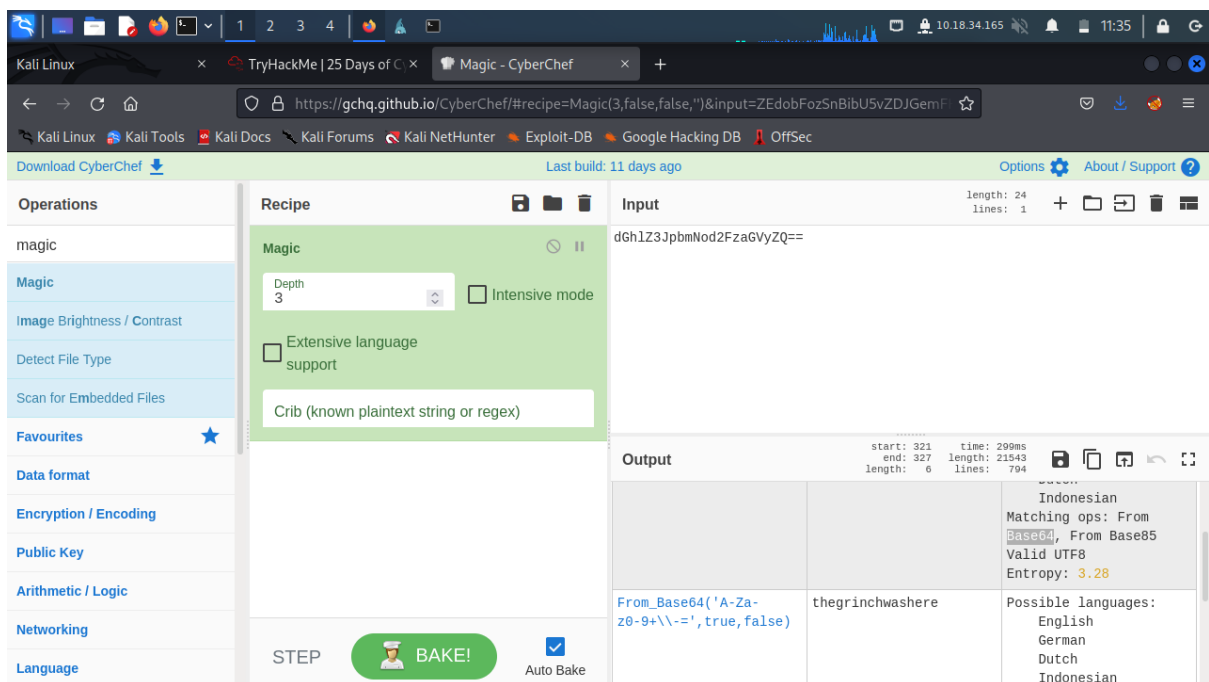 1 2 3 4 10.18.34.165 11:35
Kali Linux × TryHackMe | 25 Days of Cy × Magic - CyberChef × +
https://gchq.github.io/CyberChef/#recipe=Magic(3,false,false,'')&input=ZEdobFozSnBibU5vZDJGemF
Kali Linux Kali Tools Kali Docs Kali Forums Kali NetHunter Exploit-DB Google Hacking DB OffSec
Download CyberChef Last build: 11 days ago Options About / Support ?
Operations
magic
Magic
Image Brightness / Contrast
Detect File Type
Scan for Embedded Files
Favourites
Data format
Encryption / Encoding
Public Key
Arithmetic / Logic
Networking
Language
Recipe
Magic
Depth
3
Intensive mode
Extensive language
support
Crib (known plaintext string or regex)
STEP BAKE! Auto Bake
Input length: 24
lines: 1
dGhlZ3JpbmNod2FzaGVyZQ==
Output
start: 321 time: 299ms
end: 327 length: 21543
length: 6 lines: 794
Dutch
Indonesian
Matching ops: From
Base64, From Base85
Valid UTF8
Entropy: 3.28
From_Base64('A-Za-
z0-9+\\-=',true,false)
thegrinchwashere
Possible languages:
English
German
Dutch
Indonesian